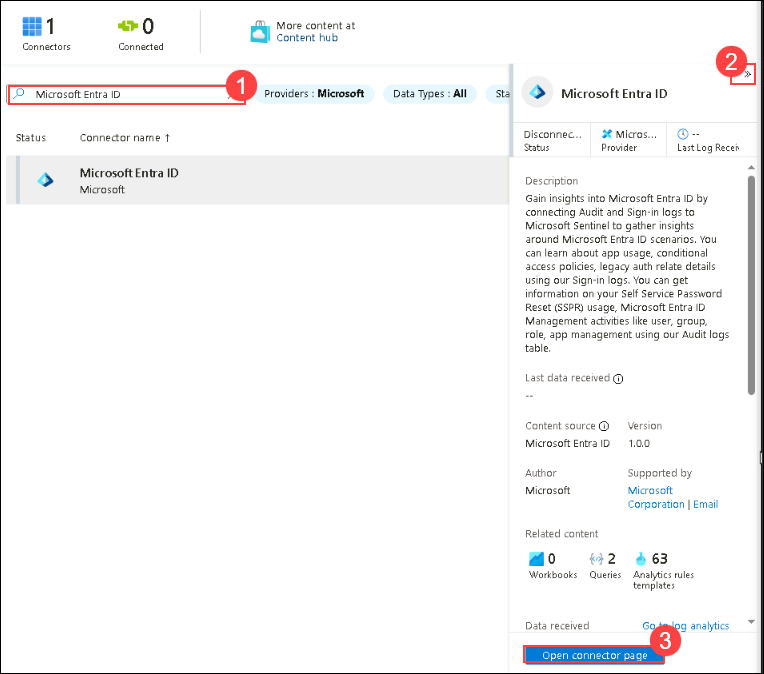 1
Connectors
0
Connected
More content at
Content hub
2
»
1
Microsoft Entra ID
Providers : Microsoft
Data Types : All
Sta
Microsoft Entra ID
Status
Connector name ↑
Disconnec...
Status
Micros...
Provider
--
Last Log Recei
Microsoft Entra ID
Microsoft
Description
Gain insights into Microsoft Entra ID by
connecting Audit and Sign-in logs to
Microsoft Sentinel to gather insights
around Microsoft Entra ID scenarios. You
can learn about app usage, conditional
access policies, legacy auth relate details
using our Sign-in logs. You can get
information on your Self Service Password
Reset (SSPR) usage, Microsoft Entra ID
Management activities like user, group,
role, app management using our Audit logs
table.
Last data received
--
Content source
Version
Microsoft Entra ID
1.0.0
Author
Supported by
Microsoft
Microsoft
Corporation | Email
Related content
0
Workbooks
2
Queries
63
Analytics rules
templates
Data received
Go to log analytics
3
Open connector page